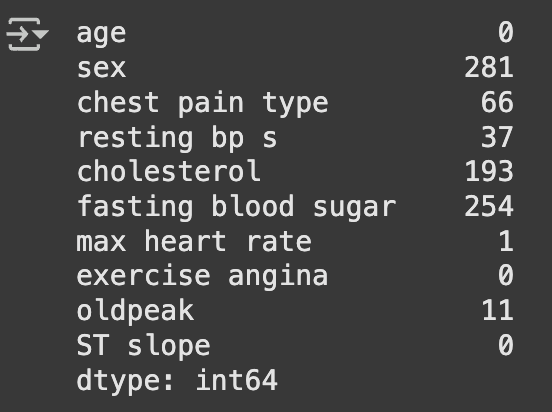 age 0
sex 281
chest pain type 66
resting bp s 37
cholesterol 193
fasting blood sugar 254
max heart rate 1
exercise angina 0
oldpeak 11
ST slope 0
dtype: int64